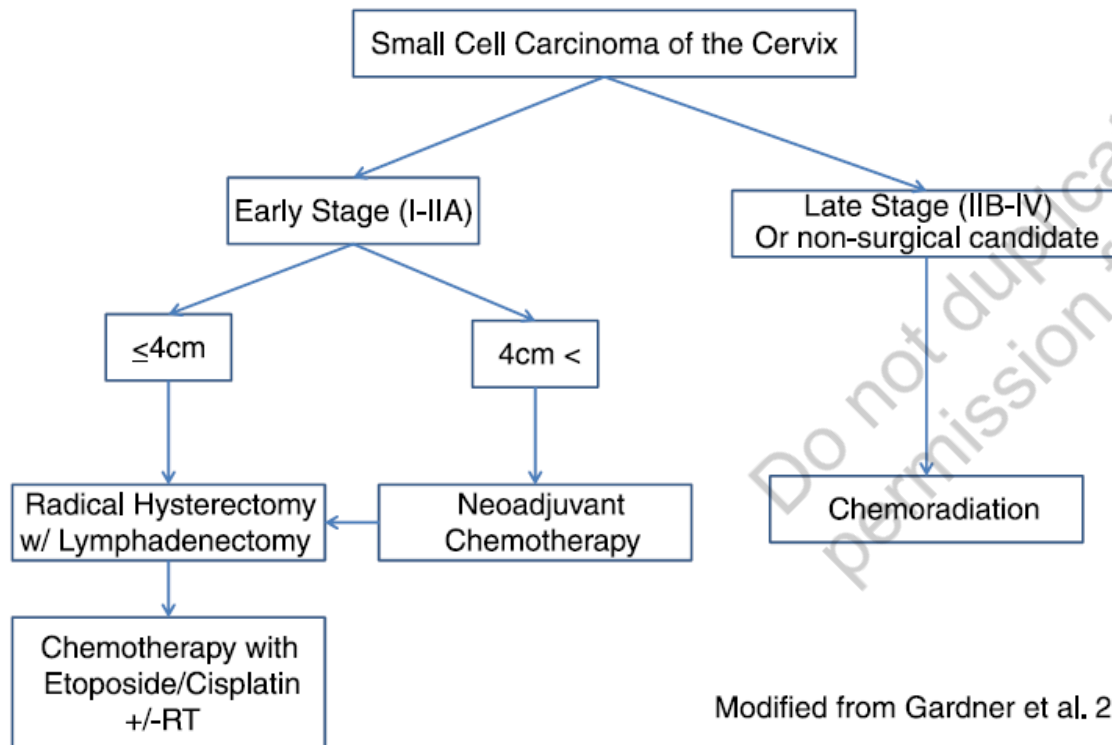 Small Cell Carcinoma of the Cervix
Early Stage (I-IIA)
Late Stage (IIB-IV)
Or non-surgical candidate
≤4cm
4cm <
Radical Hysterectomy
w/ Lymphadenectomy
Neoadjuvant
Chemotherapy
Chemoradiation
Chemotherapy with
Etoposide/Cisplatin
+/-RT
Modified from Gardner et al. 2
Do not duplica
permission f